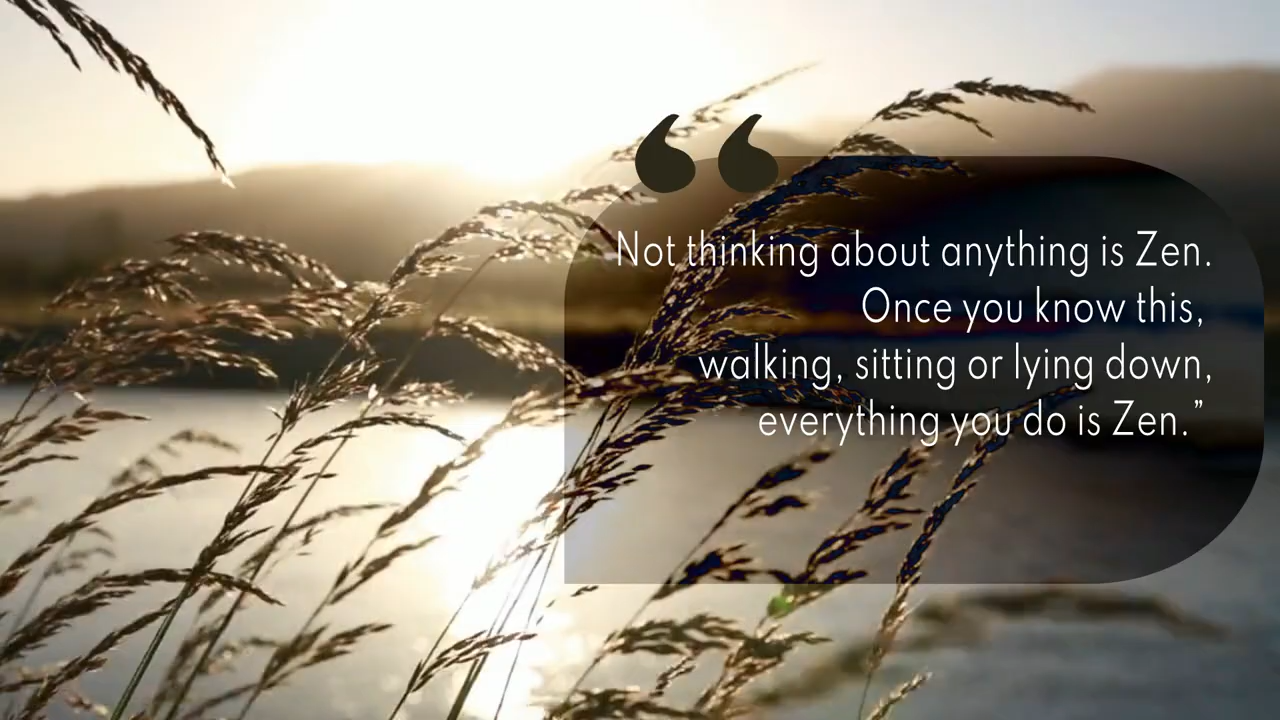 “
Not thinking about anything is Zen.
Once you know this,
walking, sitting or lying down,
everything you do is Zen.”